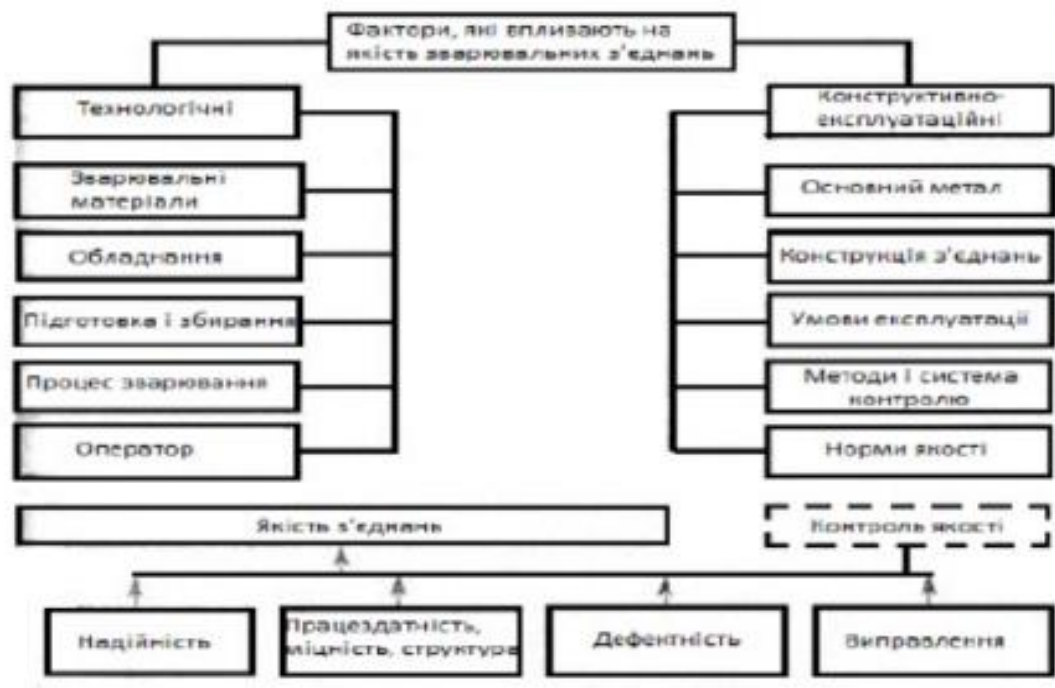 Фактори, які впливають на
якість зварювальних з'єднань
Технологічні
Зварювальні
матеріали
Обладнання
Підготовка і збирання
Процес зварювання
Оператор
Конструктивно-
експлуатаційні
Основний метал
Конструкція з'єднань
Умови експлуатації
Методи і система
контролю
Норми якості
Якість з'єднань
Контроль якості
Надійність
Працездатність,
міцність, структура
Дефектність
Виправлення